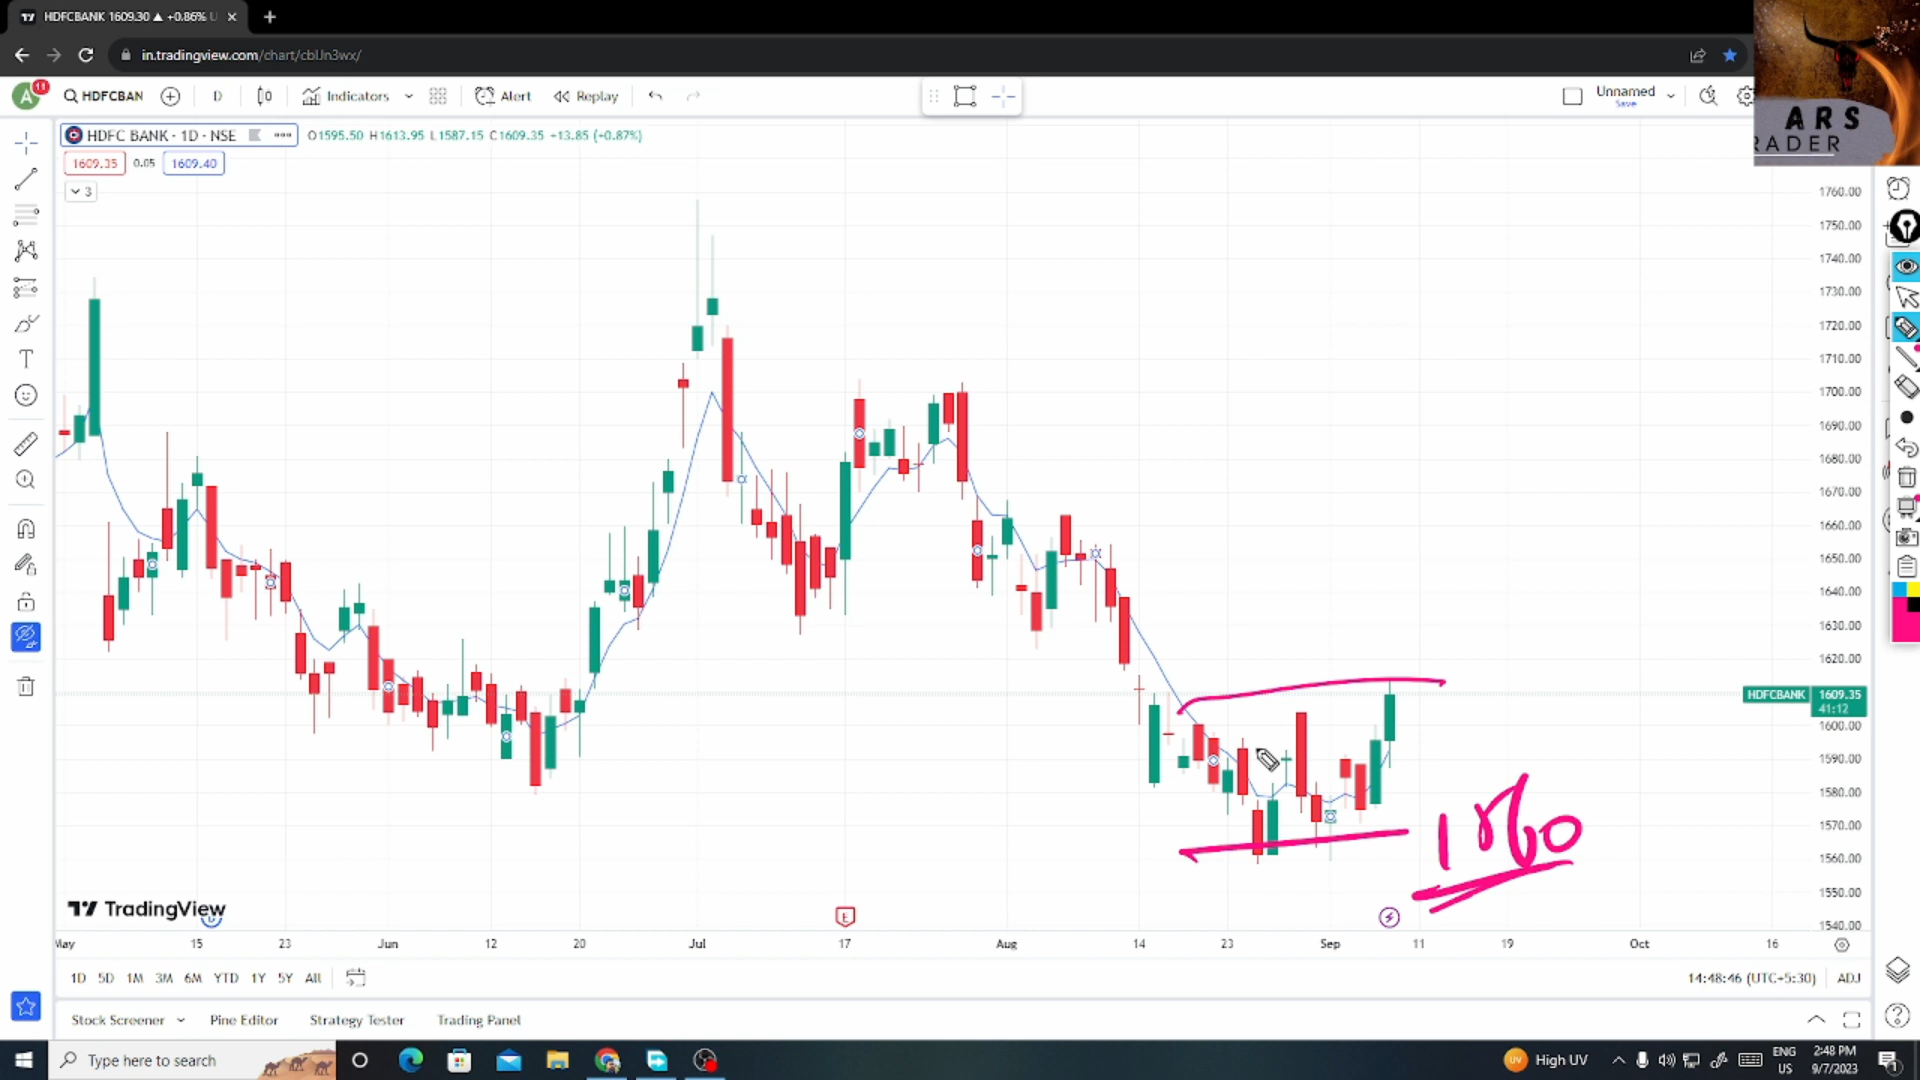 HDFCBANK 1609.30 ▲ +0.86% U
in.tradingview.com/chart/cblJn3wx/
A 11 HDFCBAN D Indicators Alert Replay Unnamed
Save
ARS
RADER
HDFC BANK · 1D · NSE O1595.50 H1613.95 L1587.15 C1609.35 +13.85 (+0.87%)
1609.35 0.05 1609.40
3
1760.00
1750.00
1740.00
1730.00
1720.00
1710.00
1700.00
1690.00
1680.00
1670.00
1660.00
1650.00
1640.00
1630.00
1620.00
HDFCBANK 1609.35
41:12
1600.00
1590.00
1580.00
1570.00
1560.00
1550.00
1540.00
TradingView
E
May 15 23 Jun 12 20 Jul 17 Aug 14 23 Sep 11 19 Oct 16
1D 5D 1M 3M 6M YTD 1Y 5Y All 14:48:46 (UTC+5:30) ADJ
Stock Screener Pine Editor Strategy Tester Trading Panel
Type here to search UV High UV ENG 2:48 PM
US 9/7/2023 1